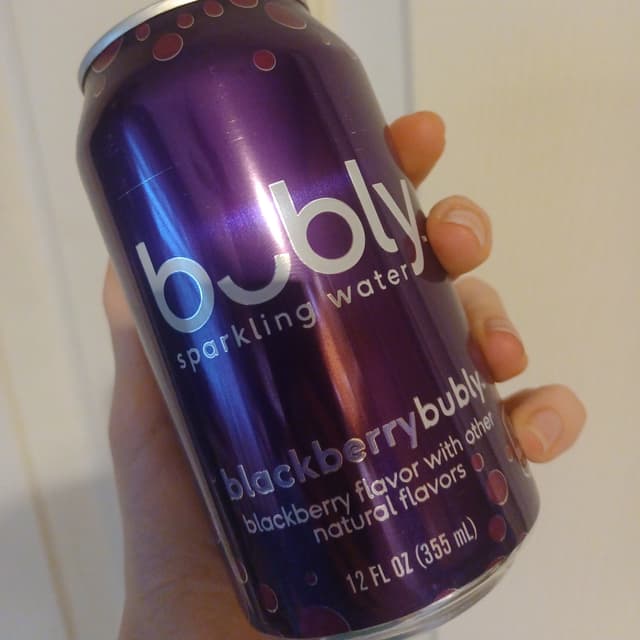 bubly
sparkling water
blackberrybubly
blackberry flavor with other
natural flavors
12 FL OZ (355 mL)